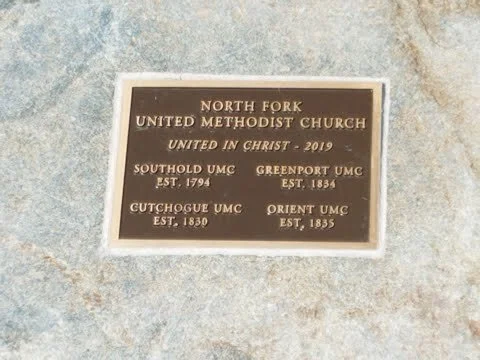 NORTH FORK
UNITED METHODIST CHURCH
UNITED IN CHRIST - 2019
SOUTHOLD UMC GREENPORT UMC
EST. 1794 EST. 1834
CUTCHOGUE UMC ORIENT UMC
EST. 1830 EST. 1835